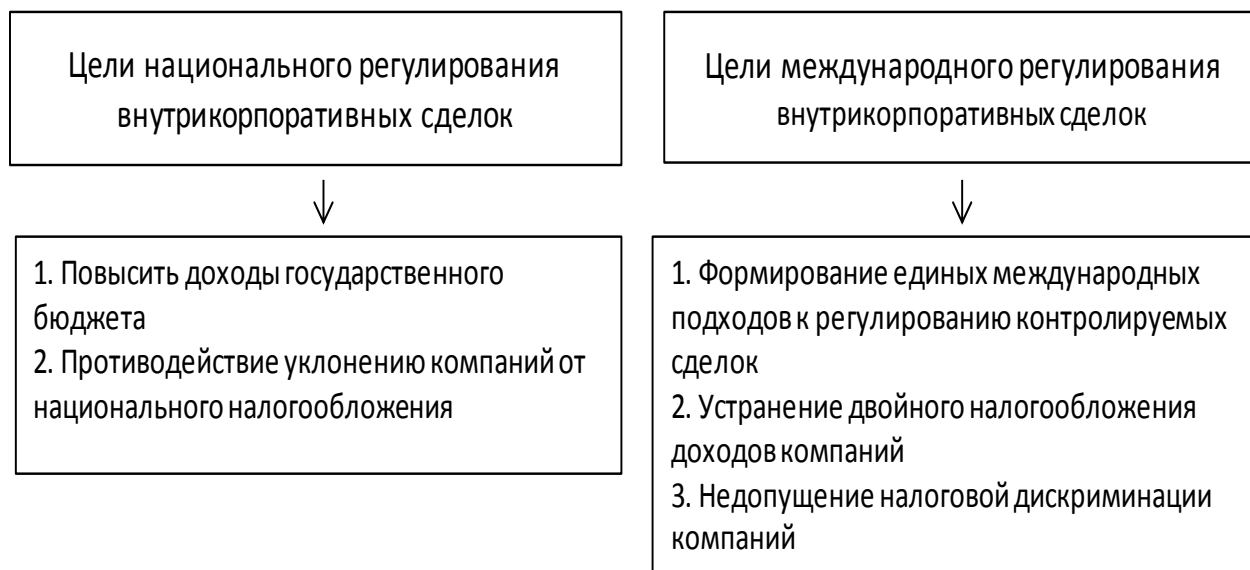 Цели национального регулирования
внутрикорпоративных сделок
1. Повысить доходы государственного
бюджета
2. Противодействие уклонению компаний от
национального налогообложения
Цели международного регулирования
внутрикорпоративных сделок
1. Формирование единых международных
подходов к регулированию контролируемых
сделок
2. Устранение двойного налогообложения
доходов компаний
3. Недопущение налоговой дискриминации
компаний